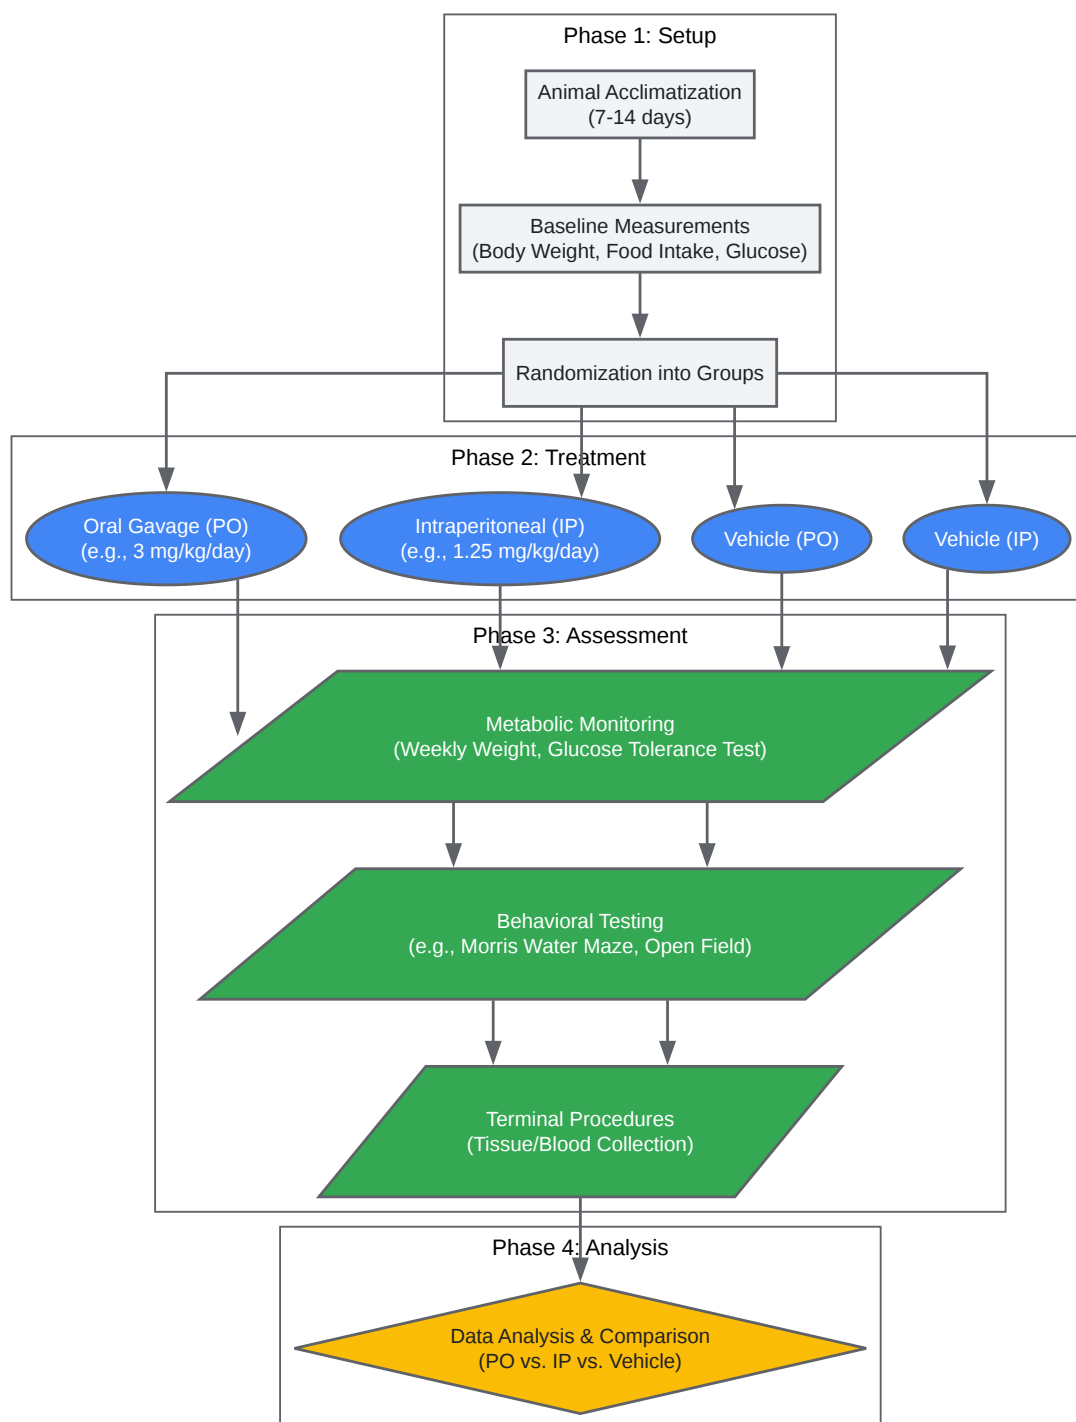 Phase 1: Setup
Animal Acclimatization
(7-14 days)
Baseline Measurements
(Body Weight, Food Intake, Glucose)
Randomization into Groups
Phase 2: Treatment
Oral Gavage (PO)
(e.g., 3 mg/kg/day)
Intraperitoneal (IP)
(e.g., 1.25 mg/kg/day)
Vehicle (PO)
Vehicle (IP)
Phase 3: Assessment
Metabolic Monitoring
(Weekly Weight, Glucose Tolerance Test)
Behavioral Testing
(e.g., Morris Water Maze, Open Field)
Terminal Procedures
(Tissue/Blood Collection)
Phase 4: Analysis
Data Analysis & Comparison
(PO vs. IP vs. Vehicle)